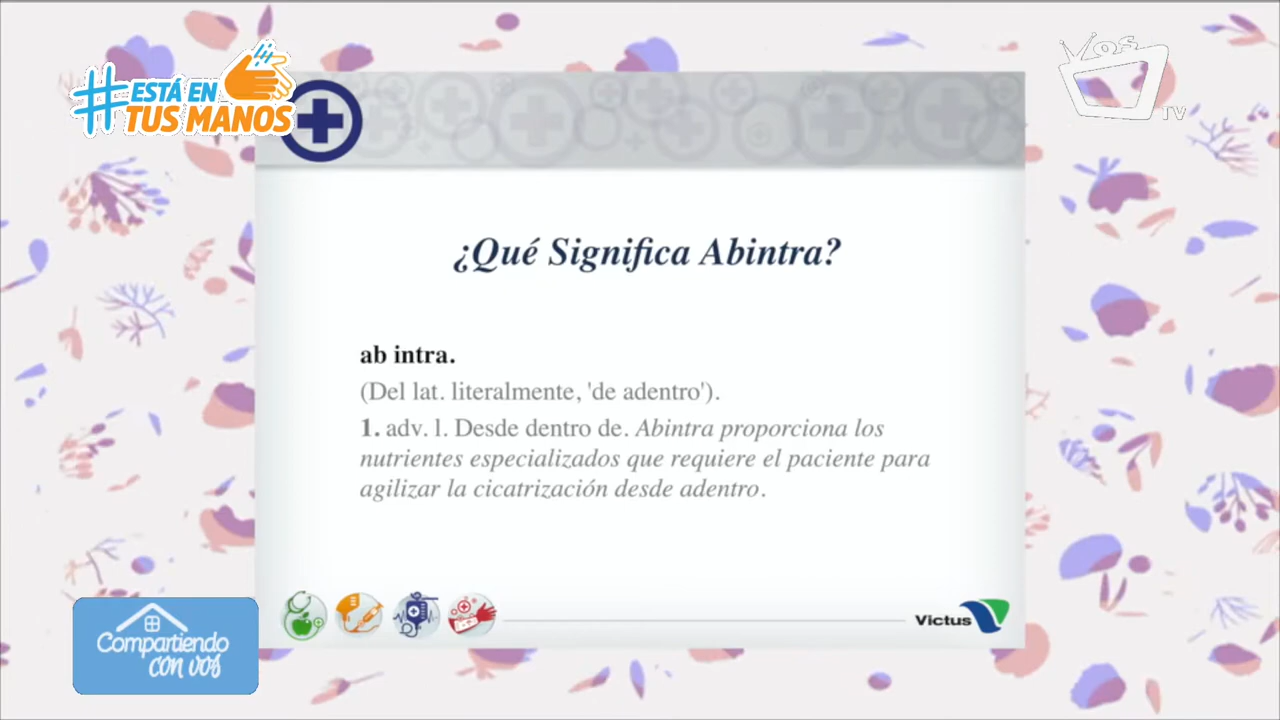 #ESTÁ EN
TUS MANOS
VOS
TV
¿Qué Significa Abintra?
ab intra.
(Del lat. literalmente, 'de adentro').
1. adv. l. Desde dentro de. Abintra proporciona los
nutrientes especializados que requiere el paciente para
agilizar la cicatrización desde adentro.
Compartiendo
con vos
Victus